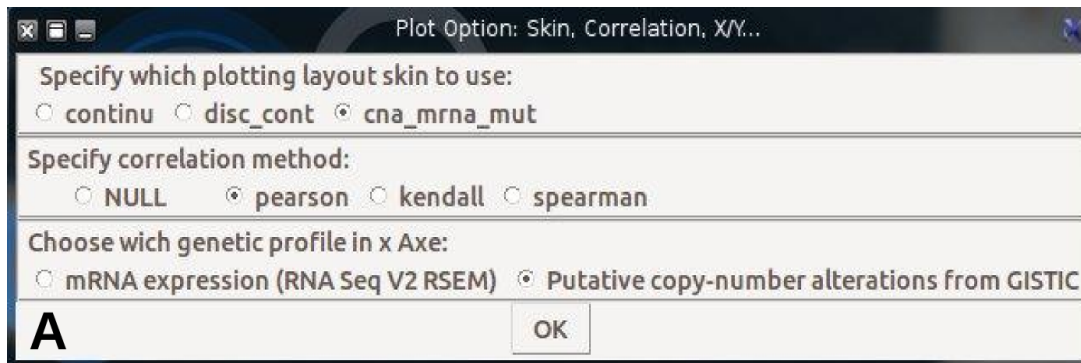 Plot Option: Skin, Correlation, X/Y...
Specify which plotting layout skin to use:
continu disc_cont cna_mrna_mut
Specify correlation method:
NULL pearson kendall spearman
Choose wich genetic profile in x Axe:
mRNA expression (RNA Seq V2 RSEM) Putative copy-number alterations from GISTIC
A OK